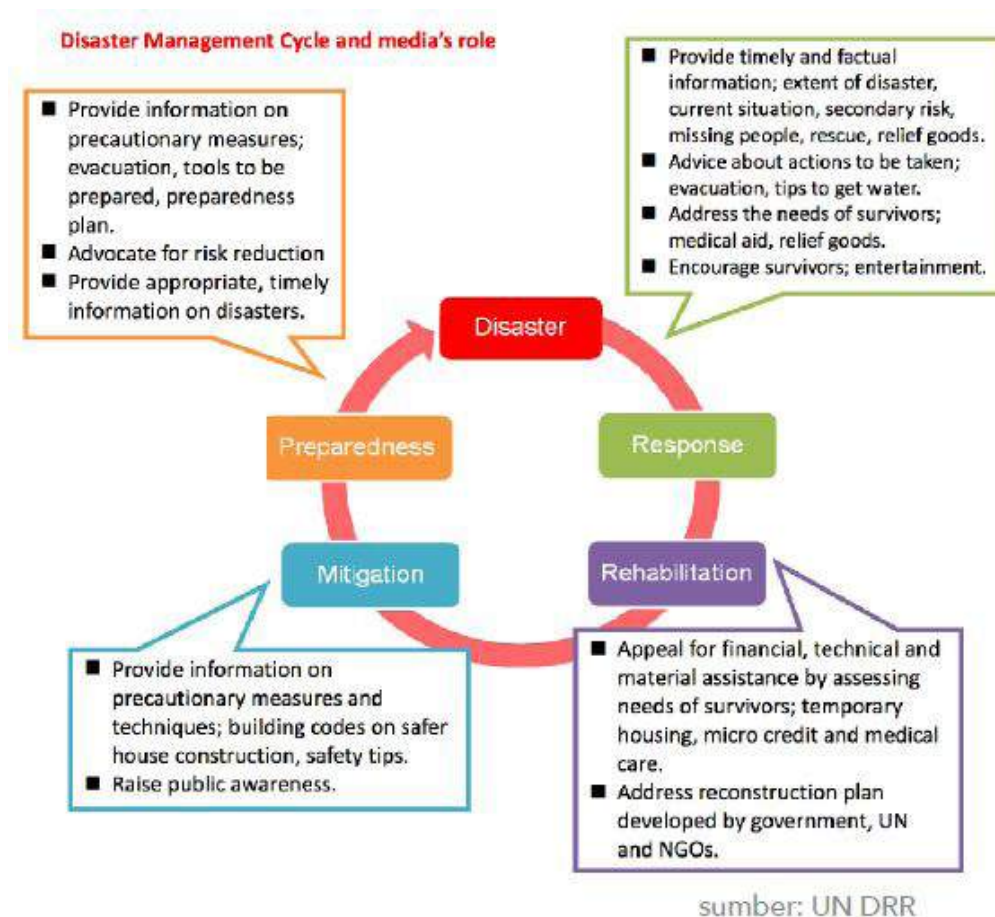 Disaster Management Cycle and media's role
■ Provide information on
precautionary measures;
evacuation, tools to be
prepared, preparedness
plan.
■ Advocate for risk reduction
■ Provide appropriate, timely
information on disasters.
■ Provide timely and factual
information; extent of disaster,
current situation, secondary risk,
missing people, rescue, relief goods.
■ Advice about actions to be taken;
evacuation, tips to get water.
■ Address the needs of survivors;
medical aid, relief goods.
■ Encourage survivors; entertainment.
Disaster
Preparedness
Response
Mitigation
Rehabilitation
■ Provide information on
precautionary measures and
techniques; building codes on safer
house construction, safety tips.
■ Raise public awareness.
■ Appeal for financial, technical and
material assistance by assessing
needs of survivors; temporary
housing, micro credit and medical
care.
■ Address reconstruction plan
developed by government, UN
and NGOs.
sumber: UN DRR